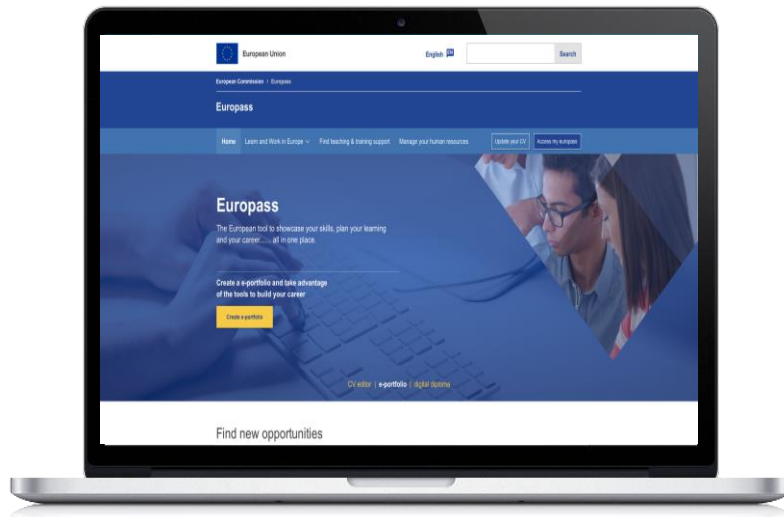 European Union
English EN
Search
European Commission / Europass
Europass
Home Learn and Work in Europe Find teaching & training support Manage your human resources Update your CV Access my europass
Europass
The European tool to showcase your skills, plan your learning
and your career...... all in one place.
Create a e-portfolio and take advantage
of the tools to build your career
Create e-portfolio
CV editor | e-portfolio | digital diploma
Find new opportunities